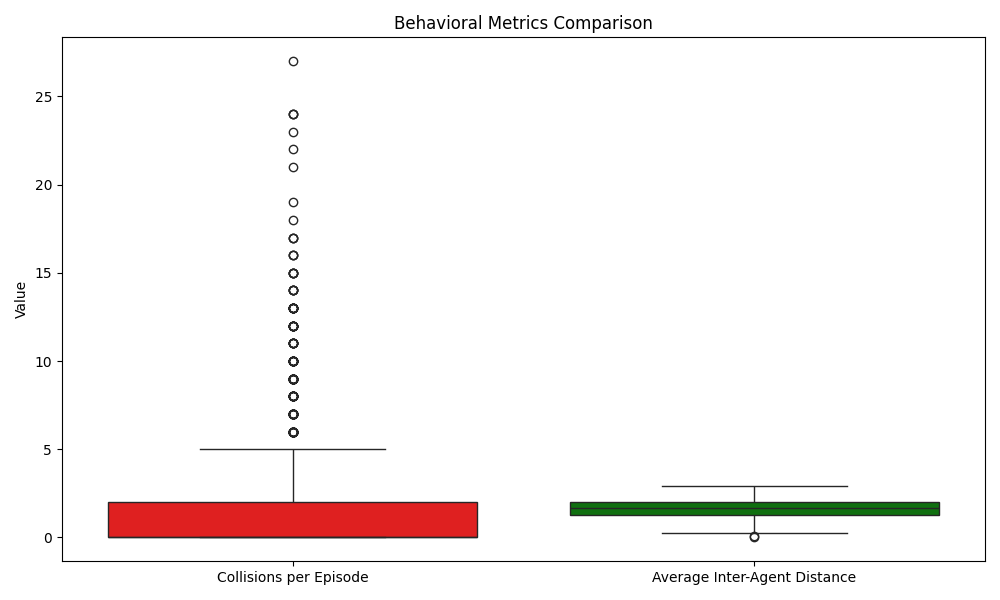 Behavioral Metrics Comparison
25
20
15
10
5
0
Value
Collisions per Episode
Average Inter-Agent Distance